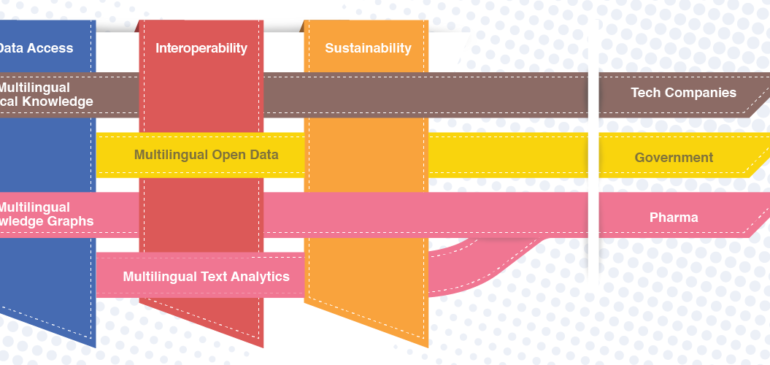 Data Access
Interoperability
Sustainability
Multilingual
cal Knowledge
Tech Companies
Multilingual Open Data
Government
Multilingual
wledge Graphs
Pharma
Multilingual Text Analytics